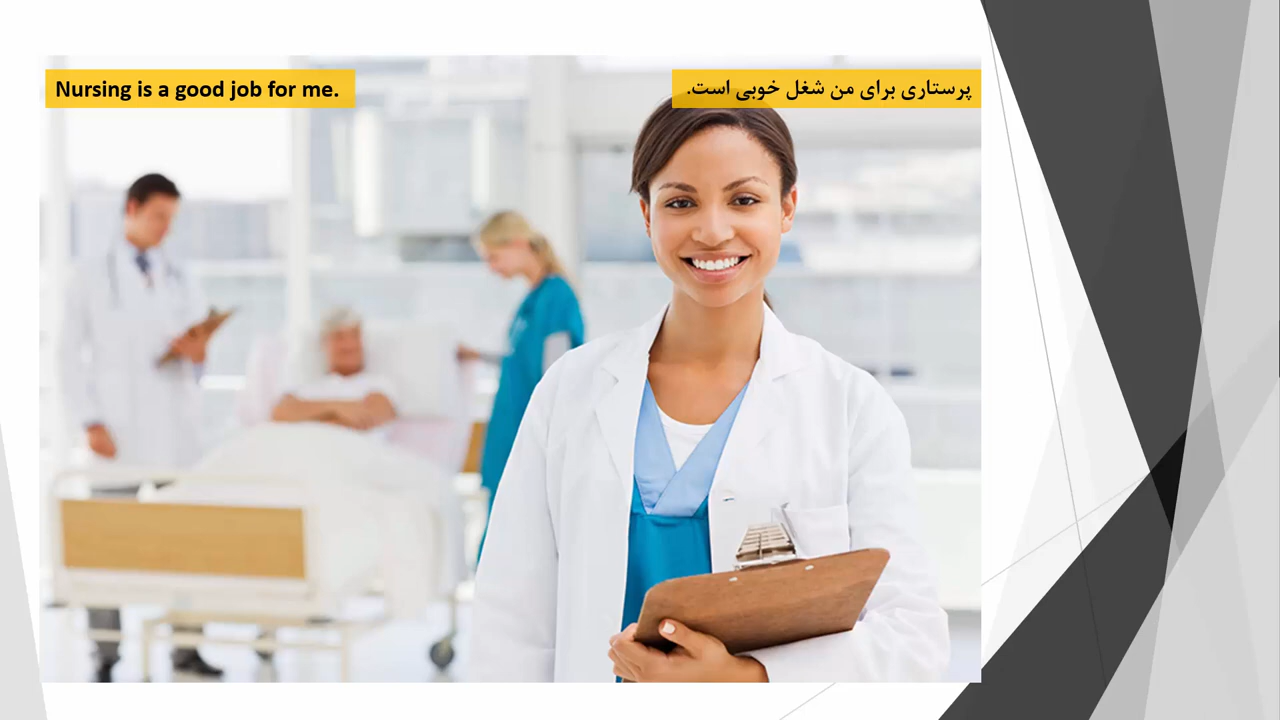 Nursing is a good job for me.
پرستاری برای من شغل خوبی است.